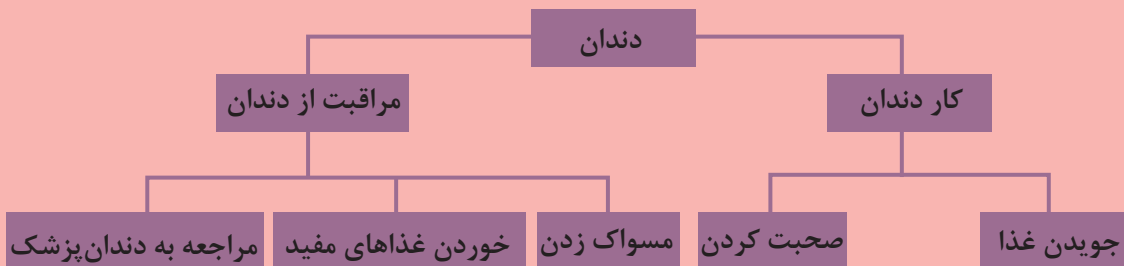 دندان
کار دندان
مراقبت از دندان
جویدن غذا
صحبت کردن
مسواک زدن
خوردن غذاهای مفید
مراجعه به دندان‌پزشک